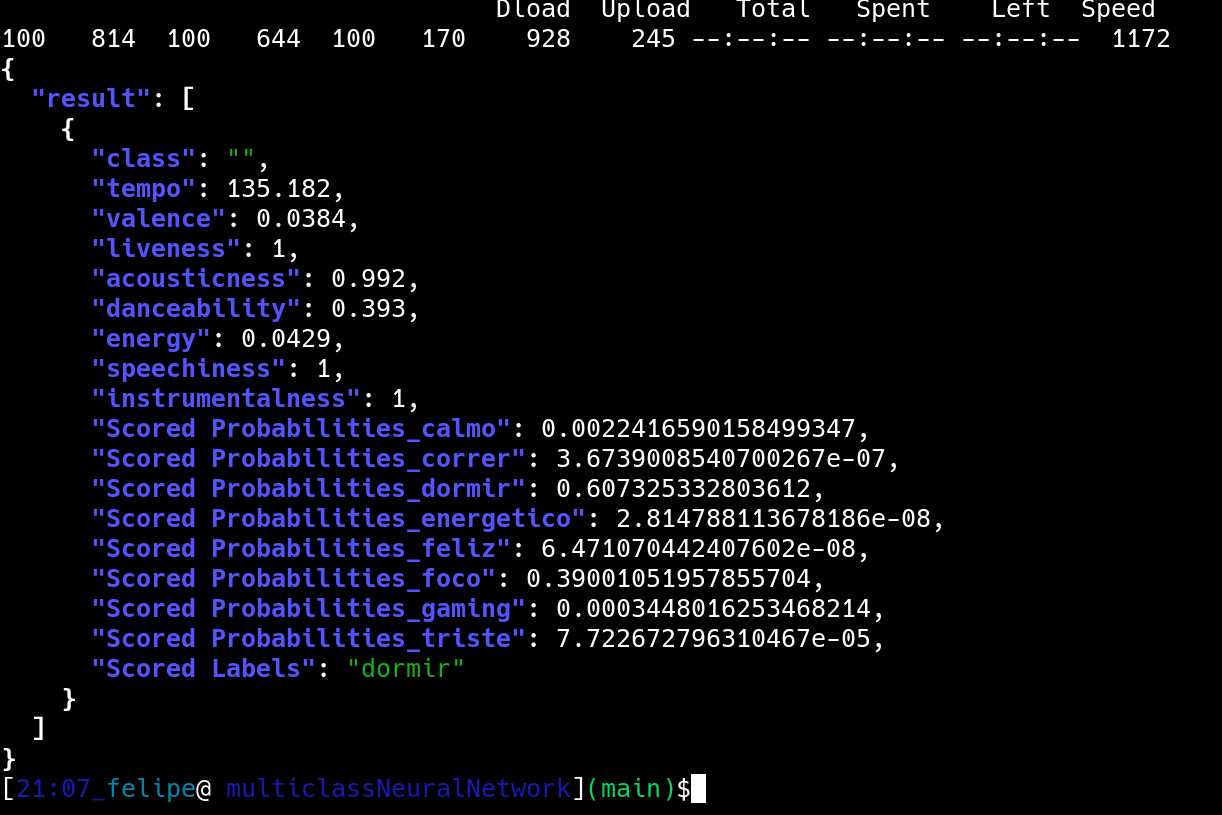 Dload  Upload   Total   Spent    Left  Speed
100   814  100   644  100   170    928    245 --:--:-- --:--:-- --:--:--  1172
{
  "result": [
    {
      "class": "",
      "tempo": 135.182,
      "valence": 0.0384,
      "liveness": 1,
      "acousticness": 0.992,
      "danceability": 0.393,
      "energy": 0.0429,
      "speechiness": 1,
      "instrumentalness": 1,
      "Scored Probabilities_calmo": 0.0022416590158499347,
      "Scored Probabilities_correr": 3.6739008540700267e-07,
      "Scored Probabilities_dormir": 0.607325332803612,
      "Scored Probabilities_energetico": 2.814788113678186e-08,
      "Scored Probabilities_feliz": 6.471070442407602e-08,
      "Scored Probabilities_foco": 0.39001051957855704,
      "Scored Probabilities_gaming": 0.0003448016253468214,
      "Scored Probabilities_triste": 7.722672796310467e-05,
      "Scored Labels": "dormir"
    }
  ]
}
[21:07_felipe@ multiclassNeuralNetwork](main)$